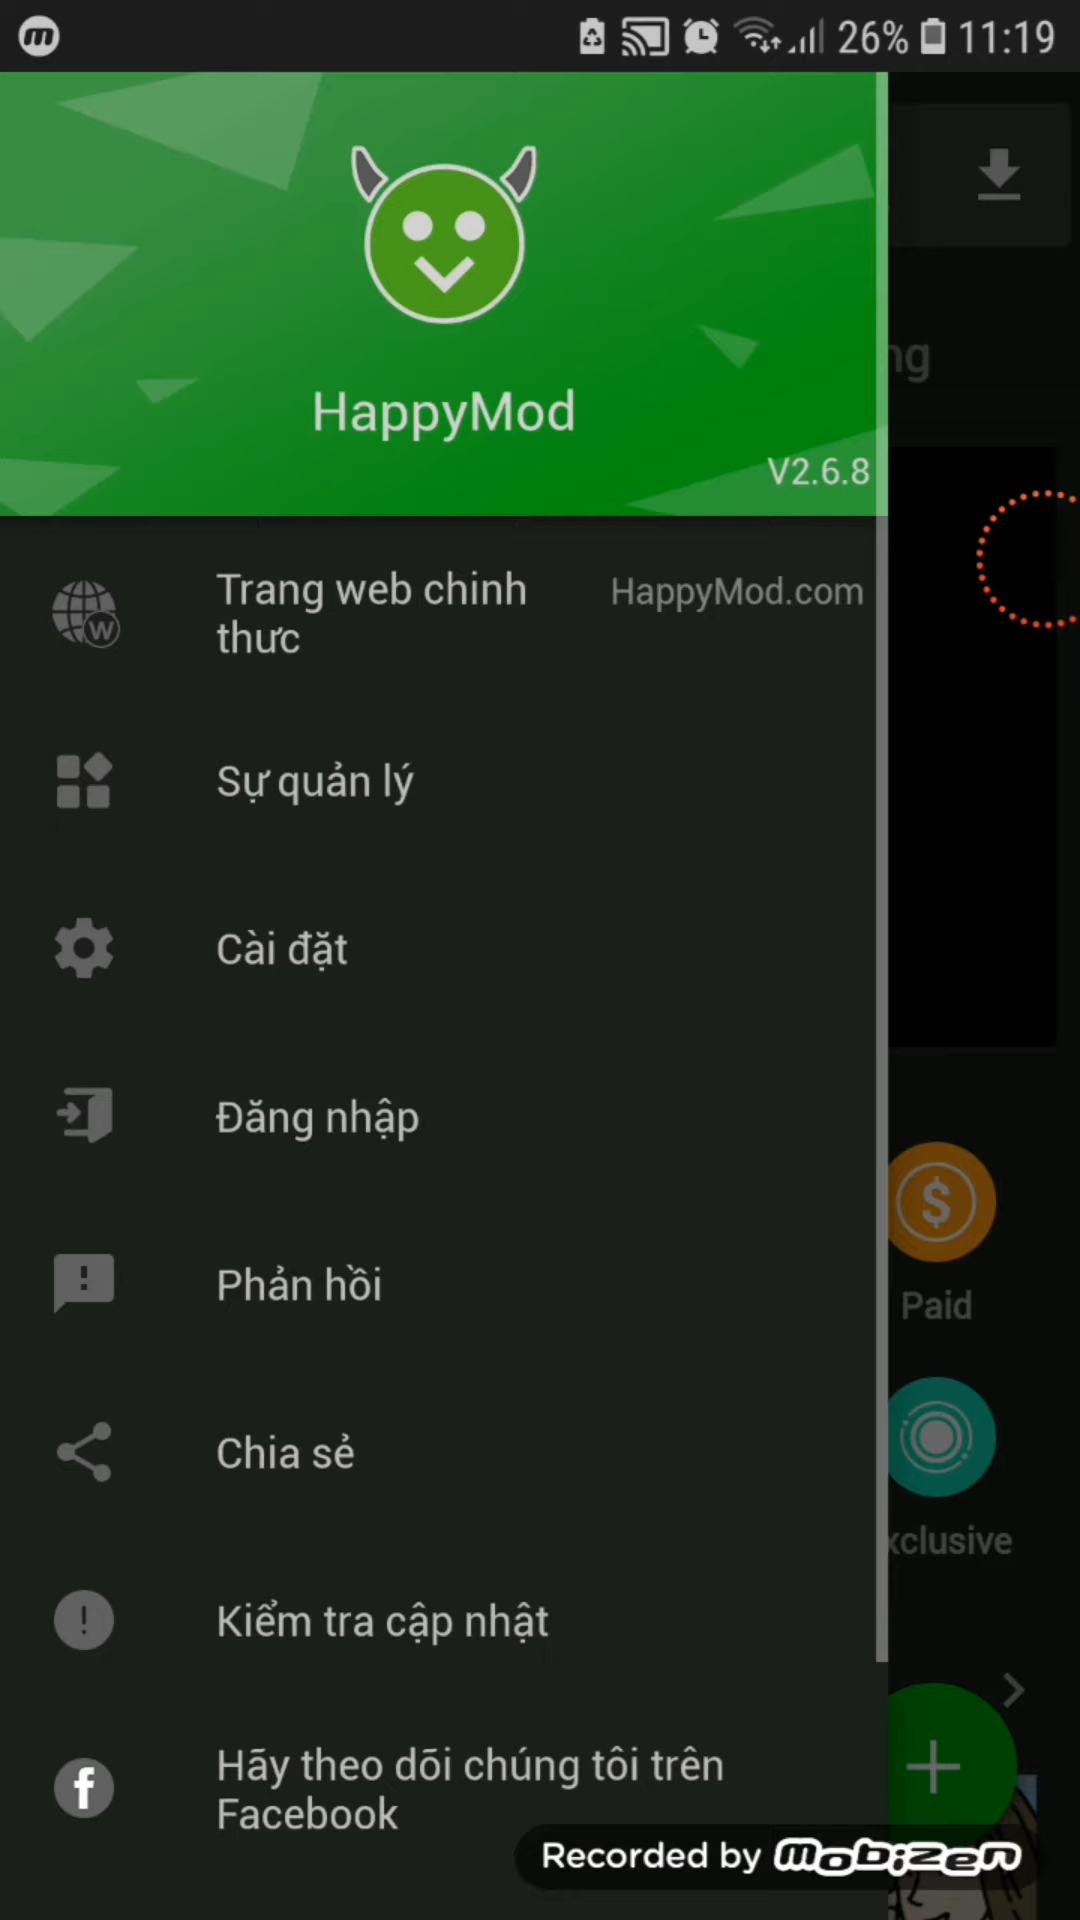 26% 11:19
ng
HappyMod
V2.6.8
Trang web chinh
thưc
HappyMod.com
Sự quản lý
Cài đặt
Đăng nhập
Phản hồi
Paid
Chia sẻ
xclusive
Kiểm tra cập nhật
Hãy theo dõi chúng tôi trên
Facebook
Recorded by mobizen